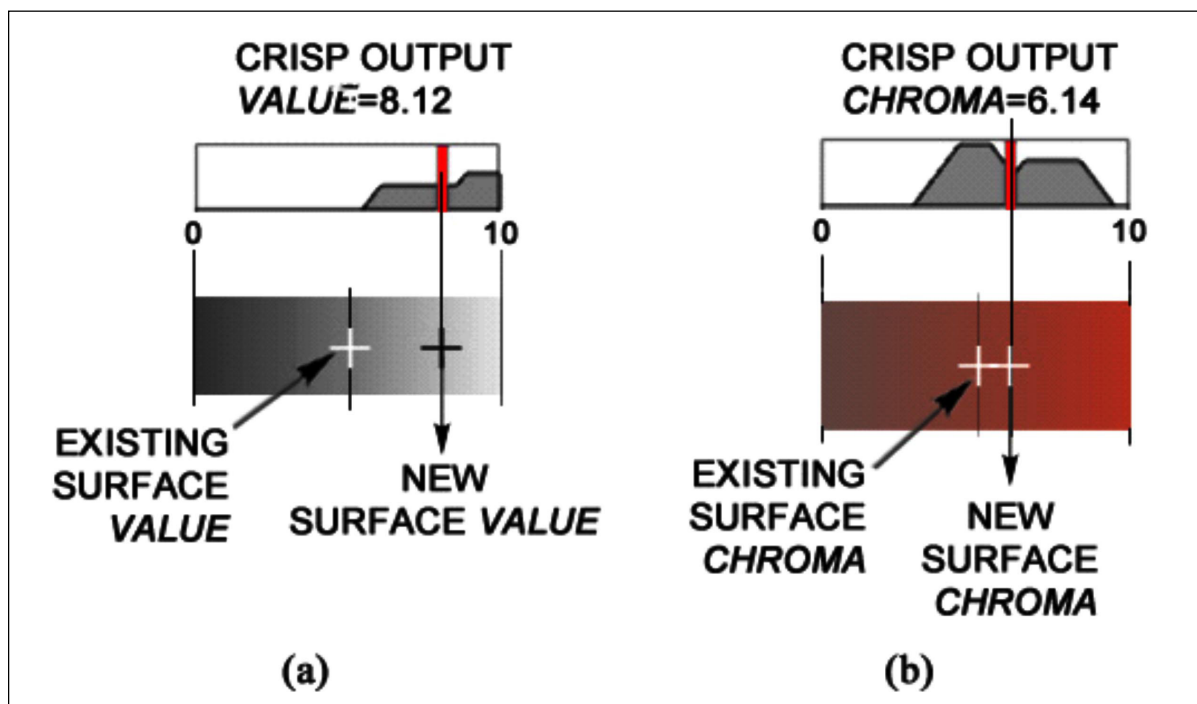 CRISP OUTPUT
VALUE=8.12
0 10
EXISTING
SURFACE
VALUE
NEW
SURFACE VALUE
(a)
CRISP OUTPUT
CHROMA=6.14
0 10
EXISTING
SURFACE
CHROMA
NEW
SURFACE
CHROMA
(b)